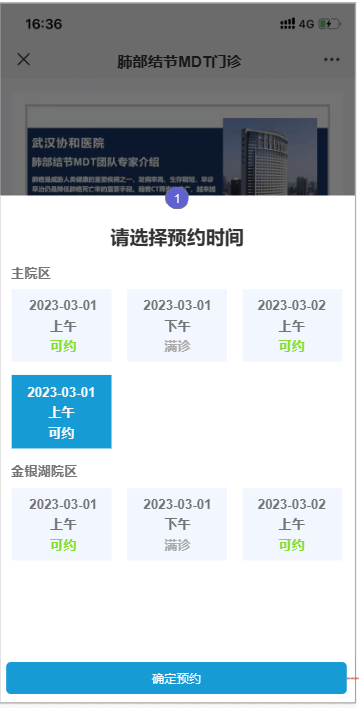 16:36
4G
肺部结节MDT门诊
武汉协和医院
肺部结节MDT团队专家介绍
1
请选择预约时间
主院区
2023-03-01 2023-03-01 2023-03-02
上午 下午 上午
可约 满诊 可约
2023-03-01
上午
可约
金银湖院区
2023-03-01 2023-03-01 2023-03-02
上午 下午 上午
可约 满诊 可约
确定预约